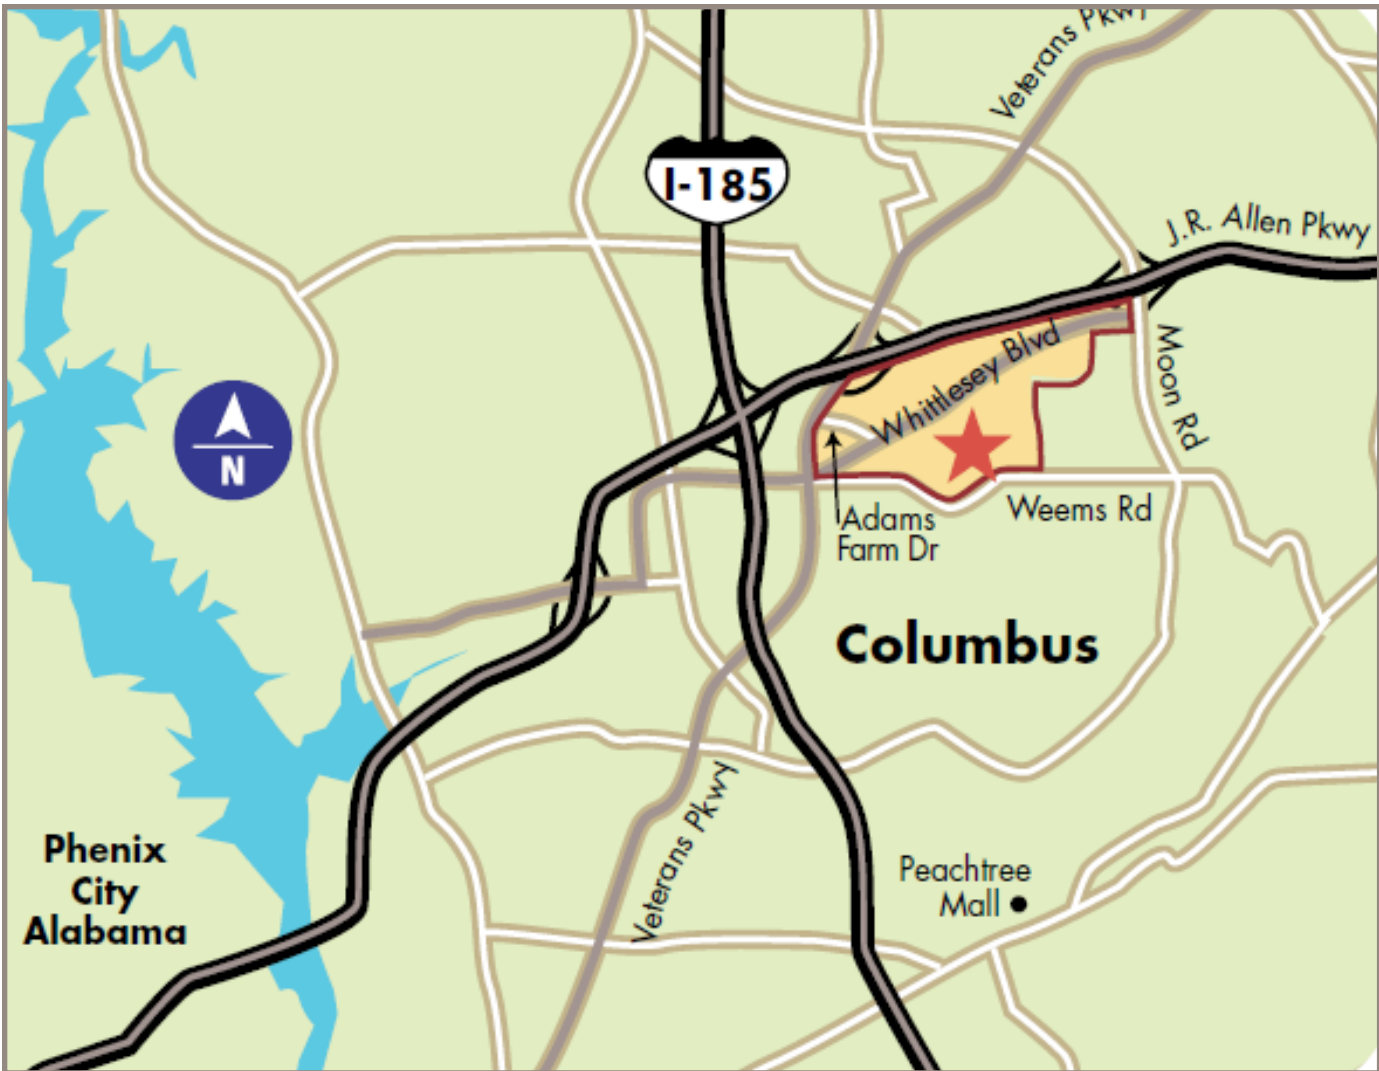 Veterans Pkwy
I-185
J.R. Allen Pkwy
Whittlesey Blvd
Moon Rd
N
Weems Rd
Adams
Farm Dr
Columbus
Veterans Pkwy
Phenix
City
Alabama
Peachtree
Mall